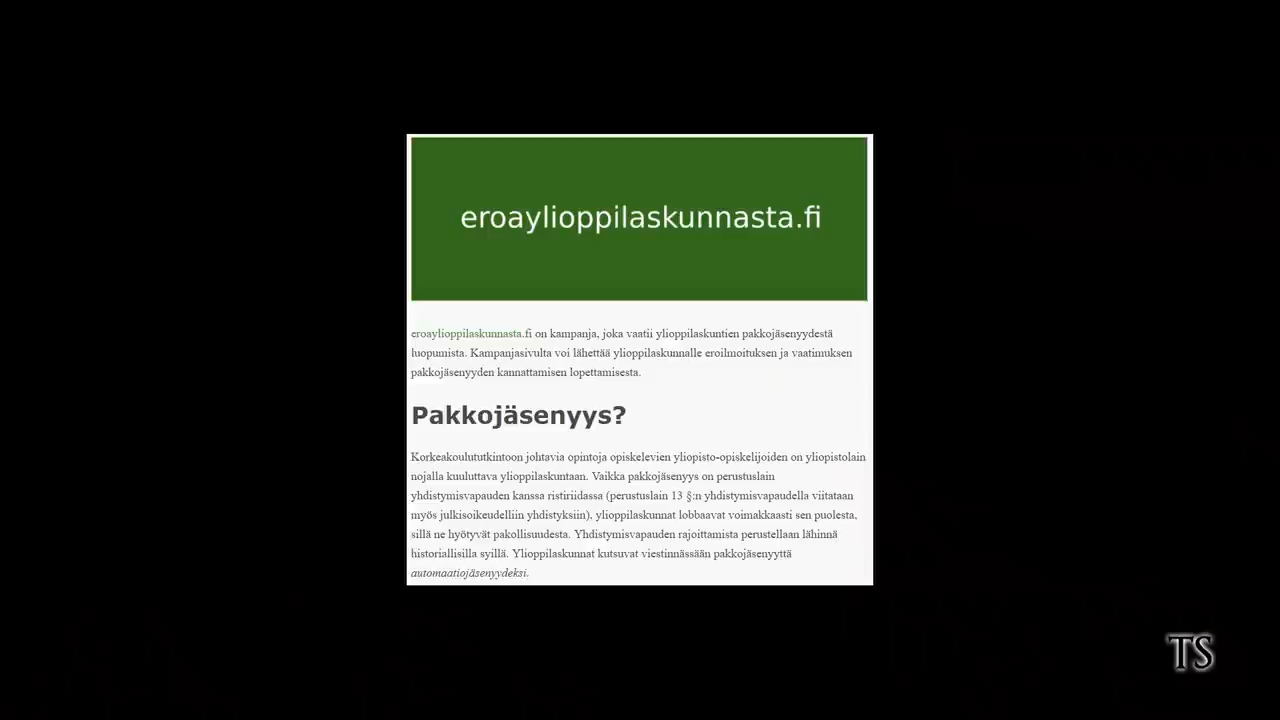 eroaylioppilaskunnasta.fi
eroaylioppilaskunnasta.fi on kampanja, joka vaatii ylioppilaskuntien pakkojäsenyydestä
luopumista. Kampanjasivulta voi lähettää ylioppilaskunnalle eroilmoituksen ja vaatimuksen
pakkojäsenyyden kannattamisen lopettamisesta.
Pakkojäsenyys?
Korkeakoulututkintoon johtavia opintoja opiskelevien yliopisto-opiskelijoiden on yliopistolain
nojalla kuuluttava ylioppilaskuntaan. Vaikka pakkojäsenyys on perustuslain
yhdistymisvapauden kanssa ristiriidassa (perustuslain 13 §:n yhdistymisvapaudella viitataan
myös julkisoikeudelliin yhdistyksiin), ylioppilaskunnat lobbaavat voimakkaasti sen puolesta,
sillä ne hyötyvät pakollisuudesta. Yhdistymisvapauden rajoittamista perustellaan lähinnä
historiallisilla syillä. Ylioppilaskunnat kutsuvat viestinnässään pakkojäsenyyttä
automaatiojäsenyydeksi.
TS